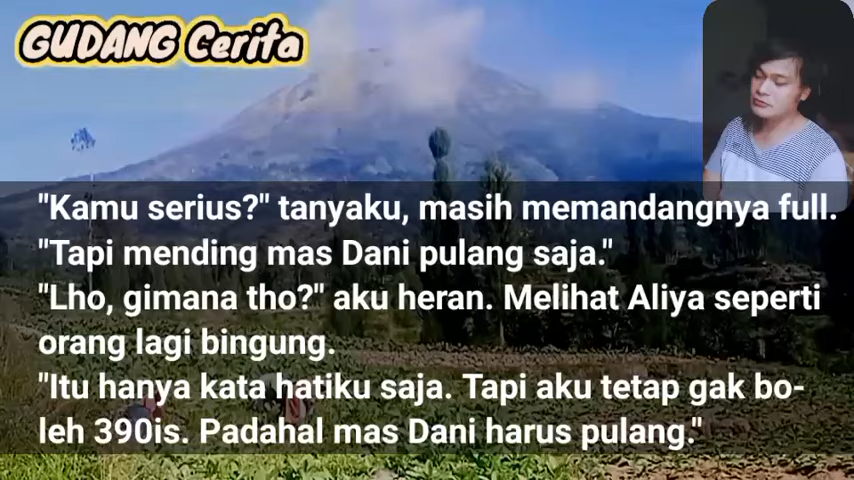 GUDANG Cerita
"Kamu serius?" tanyaku, masih memandangnya full.
"Tapi mending mas Dani pulang saja."
"Lho, gimana tho?" aku heran. Melihat Aliya seperti
orang lagi bingung.
"Itu hanya kata hatiku saja. Tapi aku tetap gak bo-
leh 390is. Padahal mas Dani harus pulang."